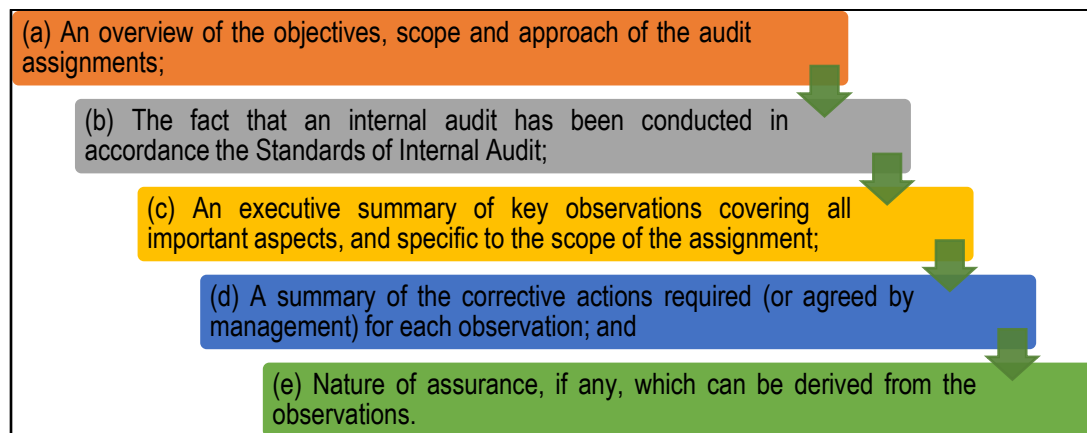 (a) An overview of the objectives, scope and approach of the audit
assignments;
(b) The fact that an internal audit has been conducted in
accordance the Standards of Internal Audit;
(c) An executive summary of key observations covering all
important aspects, and specific to the scope of the assignment;
(d) A summary of the corrective actions required (or agreed by
management) for each observation; and
(e) Nature of assurance, if any, which can be derived from the
observations.